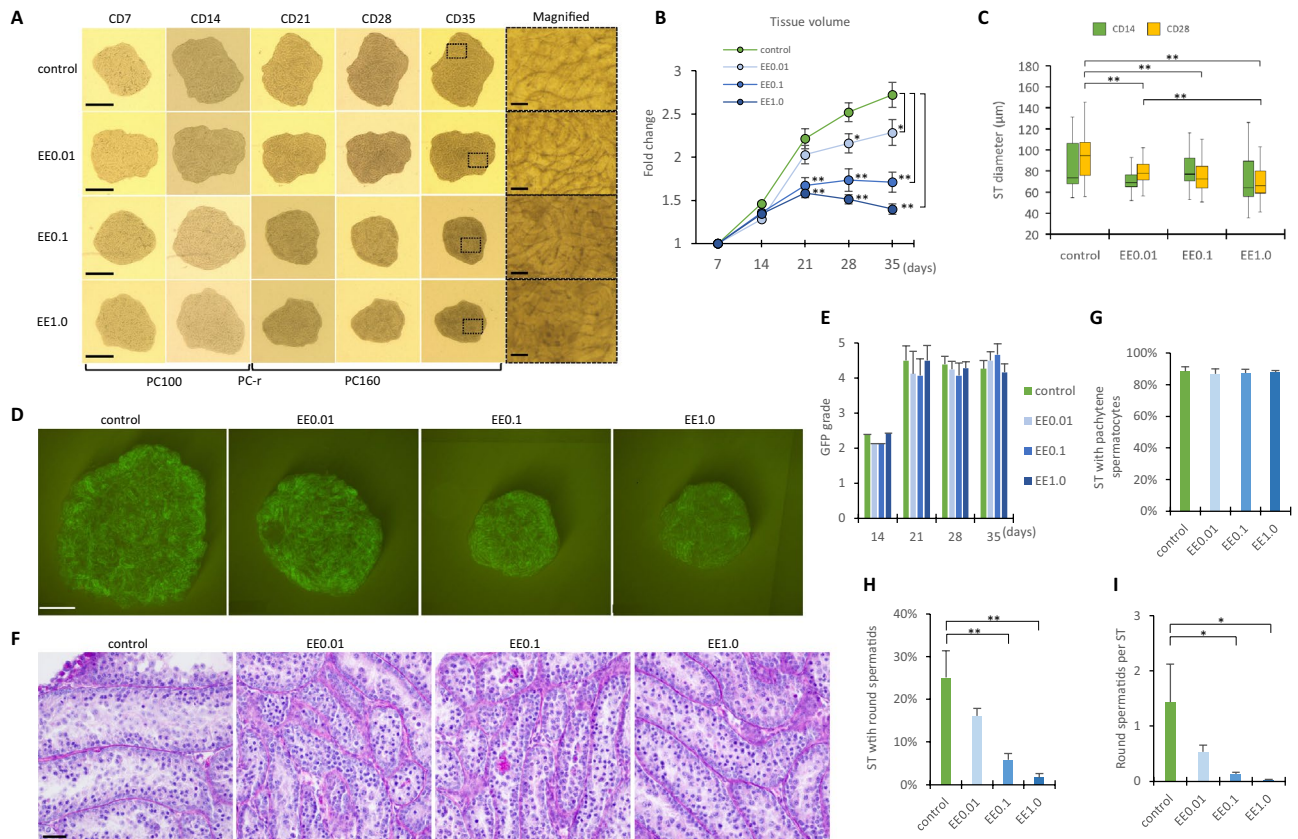 A
CD7 CD14 CD21 CD28 CD35 Magnified
control
EE0.01
EE0.1
EE1.0
PC100 PC-r PC160
B
Tissue volume
control
EE0.01
EE0.1
EE1.0
Fold change
3
2.5
2
1.5
1
* *
** ** **
** ** **
7 14 21 28 35 (days)
C
CD14 CD28
ST diameter (µm)
**
** **
** **
180
160
140
120
100
80
60
40
20
control EE0.01 EE0.1 EE1.0
D
control EE0.01 EE0.1 EE1.0
E
GFP grade
5
4
3
2
1
0
14 21 28 35 (days)
control
EE0.01
EE0.1
EE1.0
F
control EE0.01 EE0.1 EE1.0
G
ST with pachytene
spermatocytes
100%
80%
60%
40%
20%
0%
control EE0.01 EE0.1 EE1.0
H
ST wtih round spermatids
40%
30%
20%
10%
0%
**
**
control EE0.01 EE0.1 EE1.0
I
Round spermatids per ST
3
2
1
0
*
*
control EE0.01 EE0.1 EE1.0